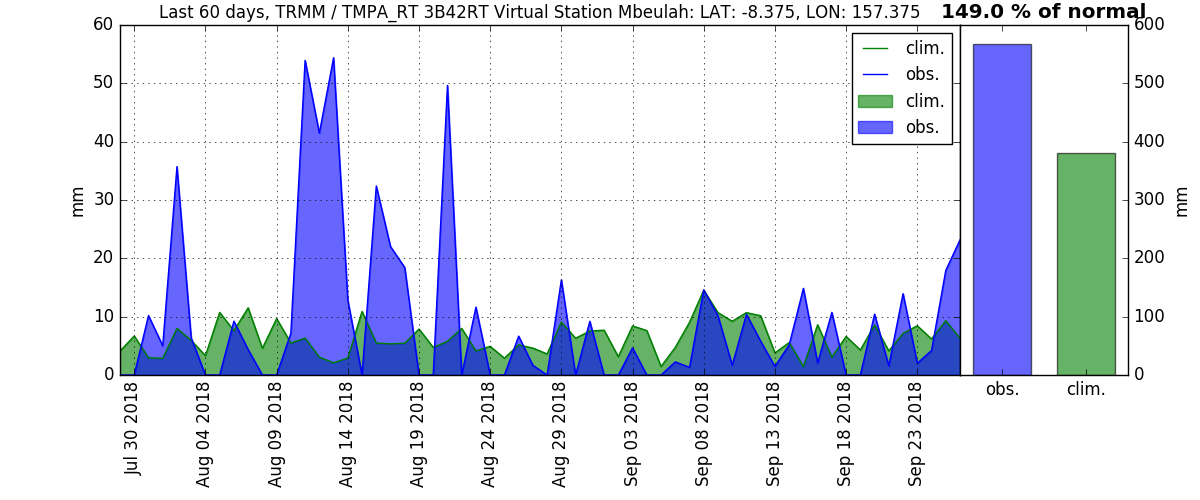 Last 60 days, TRMM / TMPA_RT 3B42RT Virtual Station Mbeulah: LAT: -8.375, LON: 157.375
149.0 % of normal
60
50
40
30
20
10
0
mm
clim.
obs.
clim.
obs.
Jul 30 2018
Aug 04 2018
Aug 09 2018
Aug 14 2018
Aug 19 2018
Aug 24 2018
Aug 29 2018
Sep 03 2018
Sep 08 2018
Sep 13 2018
Sep 18 2018
Sep 23 2018
600
500
400
300
200
100
0
mm
obs.
clim.